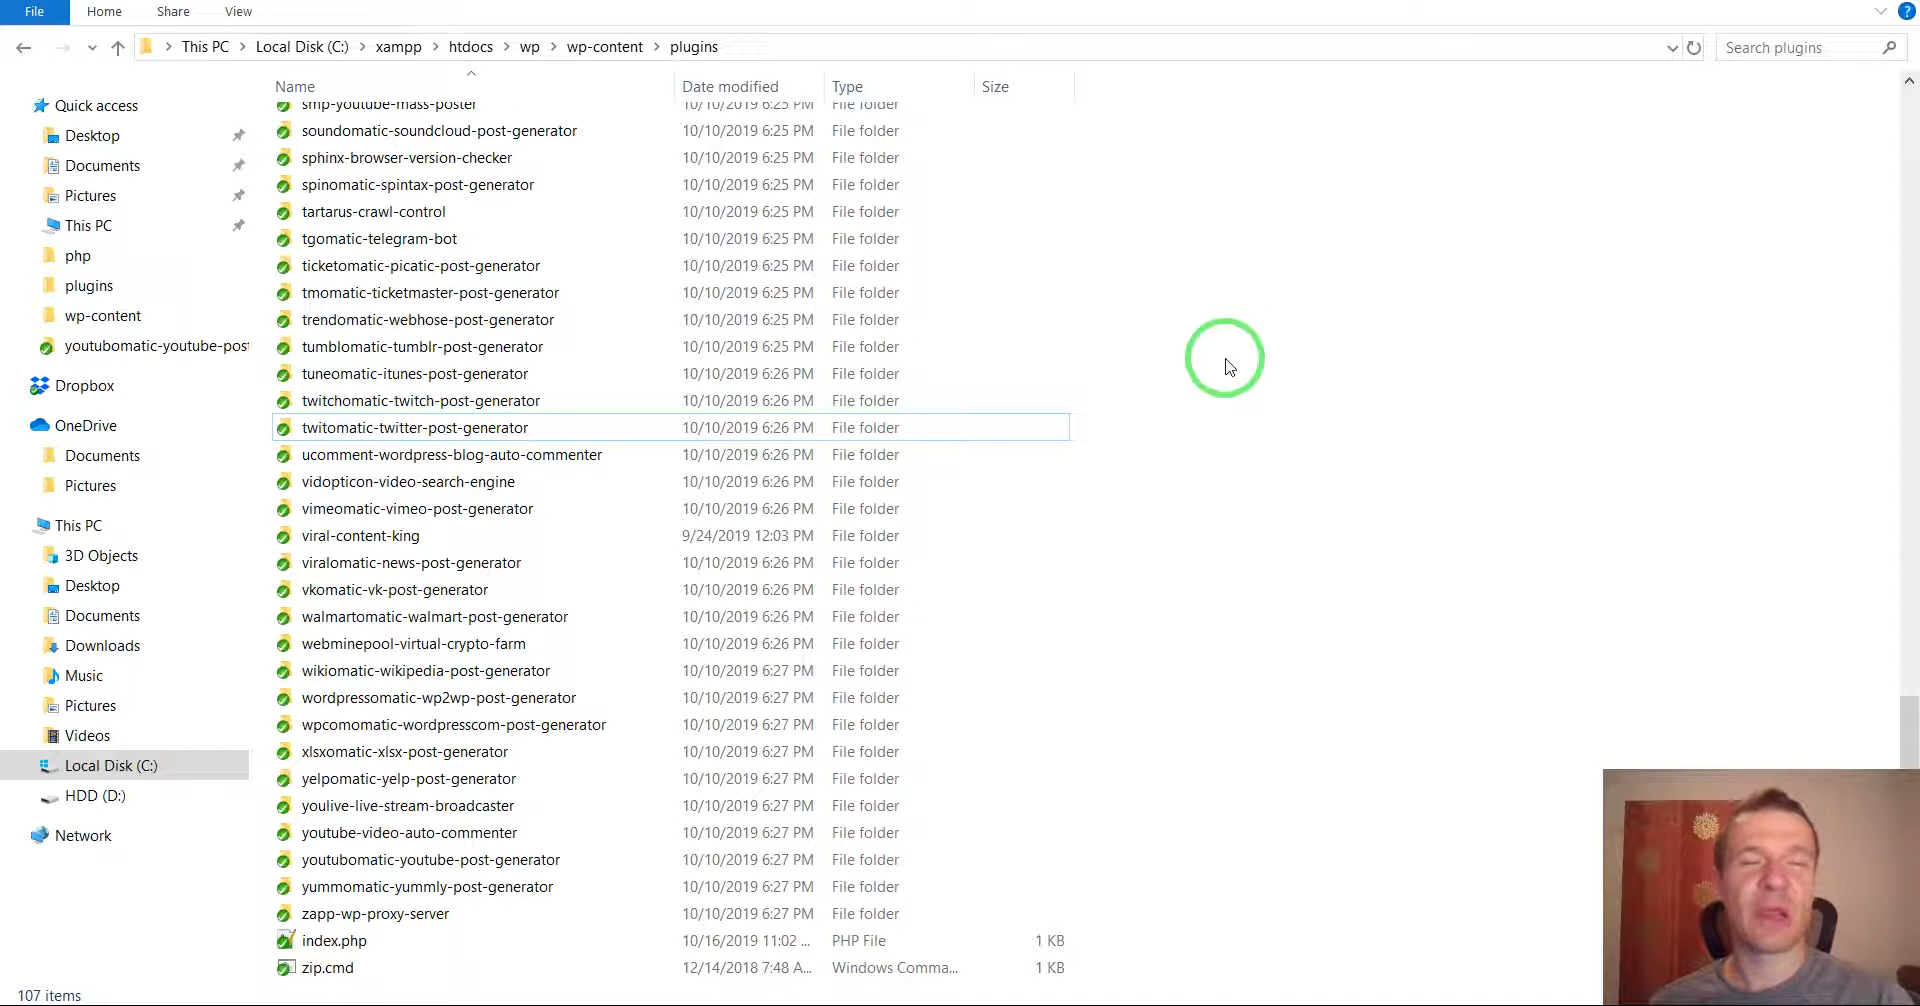 File Home Share View
This PC Local Disk (C:) xampp htdocs wp wp-content plugins
Search plugins
Quick access
Desktop
Documents
Pictures
This PC
php
plugins
wp-content
youtubomatic-youtube-post
Dropbox
OneDrive
Documents
Pictures
This PC
3D Objects
Desktop
Documents
Downloads
Music
Pictures
Videos
Local Disk (C:)
HDD (D:)
Network
Name Date modified Type Size
smp-youtube-mass-poster 10/10/2019 6:25 PM File folder
soundomatic-soundcloud-post-generator 10/10/2019 6:25 PM File folder
sphinx-browser-version-checker 10/10/2019 6:25 PM File folder
spinomatic-spintax-post-generator 10/10/2019 6:25 PM File folder
tartarus-crawl-control 10/10/2019 6:25 PM File folder
tgomatic-telegram-bot 10/10/2019 6:25 PM File folder
ticketomatic-picatic-post-generator 10/10/2019 6:25 PM File folder
tmomatic-ticketmaster-post-generator 10/10/2019 6:25 PM File folder
trendomatic-webhose-post-generator 10/10/2019 6:25 PM File folder
tumblomatic-tumblr-post-generator 10/10/2019 6:25 PM File folder
tuneomatic-itunes-post-generator 10/10/2019 6:26 PM File folder
twitchomatic-twitch-post-generator 10/10/2019 6:26 PM File folder
twitomatic-twitter-post-generator 10/10/2019 6:26 PM File folder
ucomment-wordpress-blog-auto-commenter 10/10/2019 6:26 PM File folder
vidopticon-video-search-engine 10/10/2019 6:26 PM File folder
vimeomatic-vimeo-post-generator 10/10/2019 6:26 PM File folder
viral-content-king 9/24/2019 12:03 PM File folder
viralomatic-news-post-generator 10/10/2019 6:26 PM File folder
vkomatic-vk-post-generator 10/10/2019 6:26 PM File folder
walmartomatic-walmart-post-generator 10/10/2019 6:26 PM File folder
webminepool-virtual-crypto-farm 10/10/2019 6:26 PM File folder
wikiomatic-wikipedia-post-generator 10/10/2019 6:27 PM File folder
wordpressomatic-wp2wp-post-generator 10/10/2019 6:27 PM File folder
wpcomomatic-wordpresscom-post-generator 10/10/2019 6:27 PM File folder
xlsxomatic-xlsx-post-generator 10/10/2019 6:27 PM File folder
yelpomatic-yelp-post-generator 10/10/2019 6:27 PM File folder
youlive-live-stream-broadcaster 10/10/2019 6:27 PM File folder
youtube-video-auto-commenter 10/10/2019 6:27 PM File folder
youtubomatic-youtube-post-generator 10/10/2019 6:27 PM File folder
yummomatic-yummly-post-generator 10/10/2019 6:27 PM File folder
zapp-wp-proxy-server 10/10/2019 6:27 PM File folder
index.php 10/16/2019 11:02 ... PHP File 1 KB
zip.cmd 12/14/2018 7:48 A... Windows Comma... 1 KB
107 items